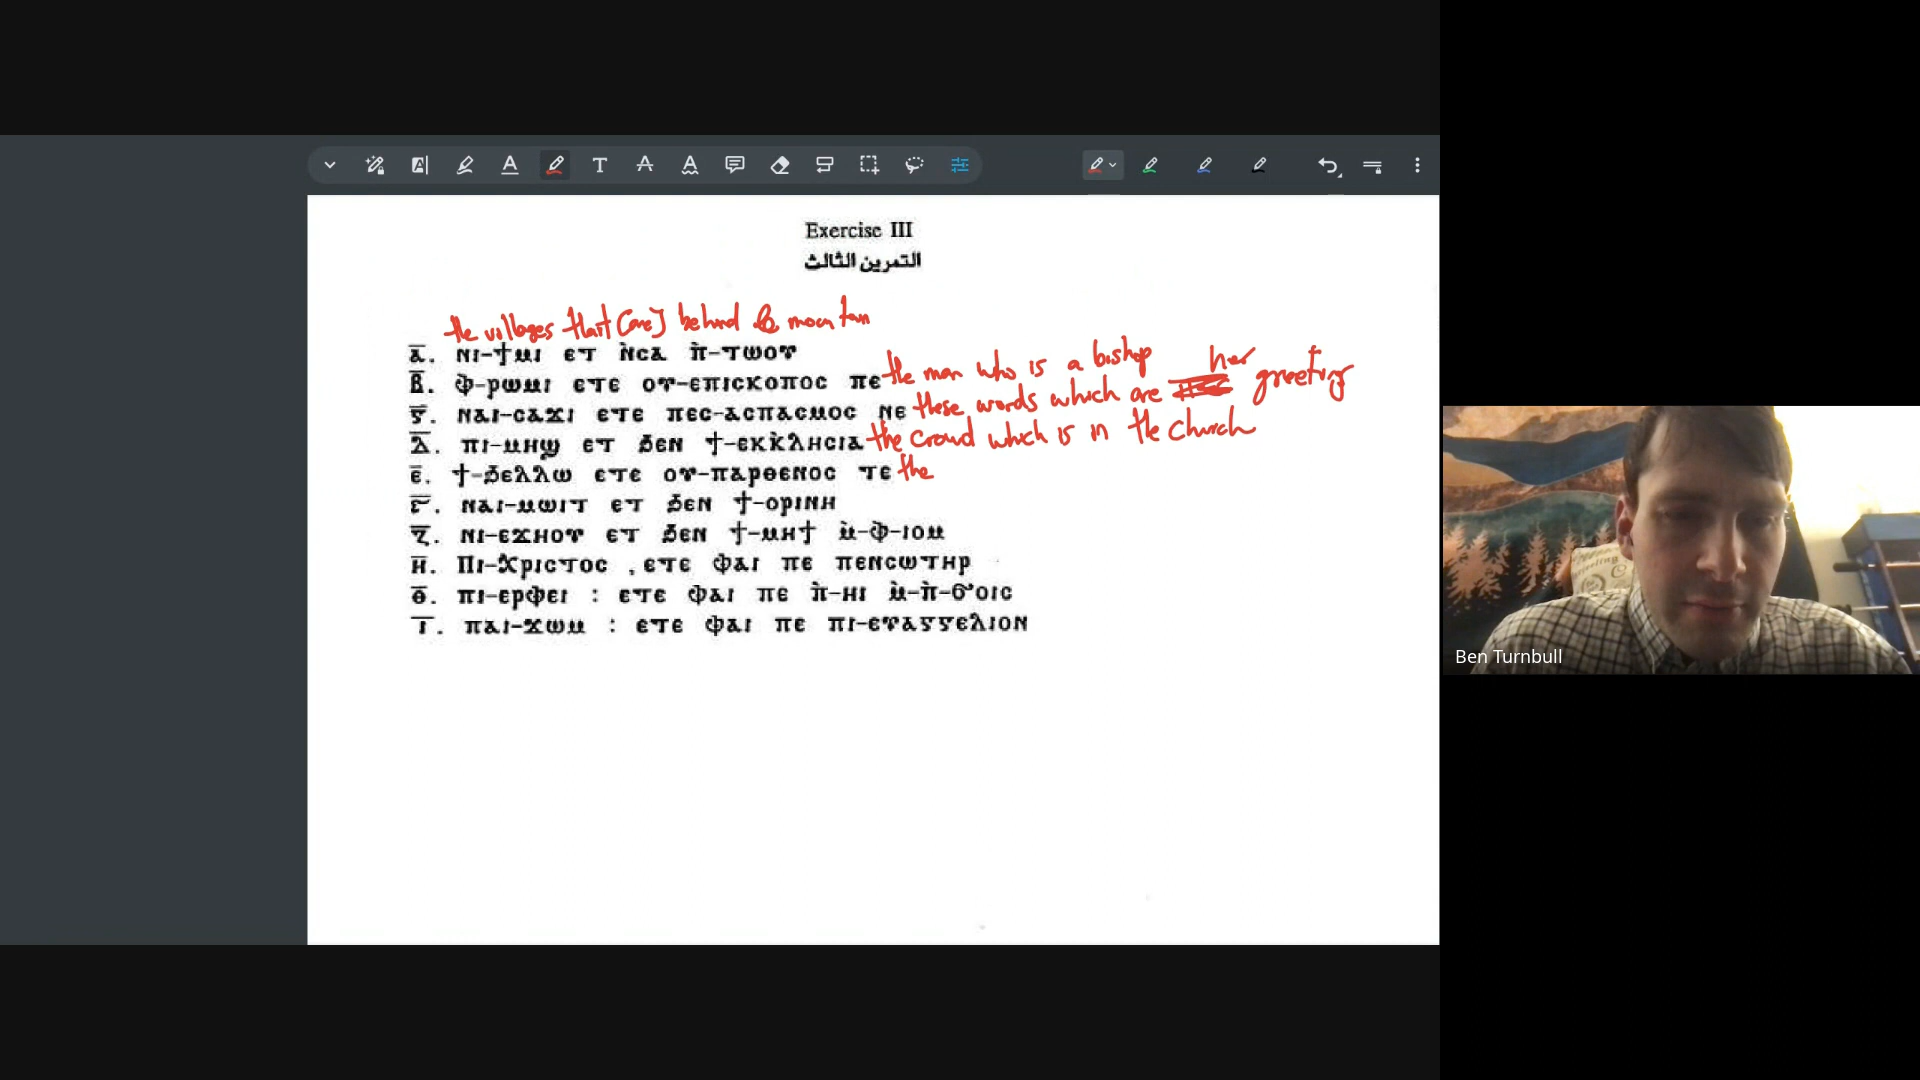 Exercise III
التمرين الثالث
the villages that [are] behind the mountain
ⲁ̅. ⲛⲓ-ϯⲙⲓ ⲉⲧ ⲛ̀ⲥⲁ ⲡ̀-ⲧⲱⲟⲩ
ⲃ̅. ⲫ̀-ⲣⲱⲙⲓ ⲉⲧⲉ ⲟⲩ-ⲉⲡⲓⲥⲕⲟⲡⲟⲥ ⲡⲉ the man who is a bishop
ⲅ̅. ⲛⲁⲓ-ⲥⲁϫⲓ ⲉⲧⲉ ⲡⲉⲥ-ⲁⲥⲡⲁⲥⲙⲟⲥ ⲛⲉ these words which are her greeting
ⲇ̅. ⲡⲓ-ⲙⲏϣ ⲉⲧ ϧⲉⲛ ϯ-ⲉⲕⲕ̀ⲗⲏⲥⲓⲁ the crowd which is in the Church
ⲉ̅. ϯ-ϧⲉⲗⲗⲱ ⲉⲧⲉ ⲟⲩ-ⲡⲁⲣⲑⲉⲛⲟⲥ ⲧⲉ the
ⲋ̅. ⲛⲁⲓ-ⲙⲱⲓⲧ ⲉⲧ ϧⲉⲛ ϯ-ⲟⲣⲓⲛⲏ
ⲍ̅. ⲛⲓ-ⲉϫⲏⲟⲩ ⲉⲧ ϧⲉⲛ ϯ-ⲙⲏϯ ⲙ̀-ⲫ̀-ⲓⲟⲙ
ⲏ̅. Ⲡⲓ-Ⲭ̀ⲣⲓⲥⲧⲟⲥ , ⲉⲧⲉ ⲫⲁⲓ ⲡⲉ ⲡⲉⲛⲥⲱⲧⲏⲣ
ⲑ̅. ⲡⲓ-ⲉⲣⲫⲉⲓ : ⲉⲧⲉ ⲫⲁⲓ ⲡⲉ ⲡ̀-ⲏⲓ ⲙ̀-ⲡ̀-ϭⲟⲓⲥ
ⲓ̅. ⲡⲁⲓ-ϫⲱⲙ : ⲉⲧⲉ ⲫⲁⲓ ⲡⲉ ⲡⲓ-ⲉⲩⲁⲅⲅⲉⲗⲓⲟⲛ
Ben Turnbull